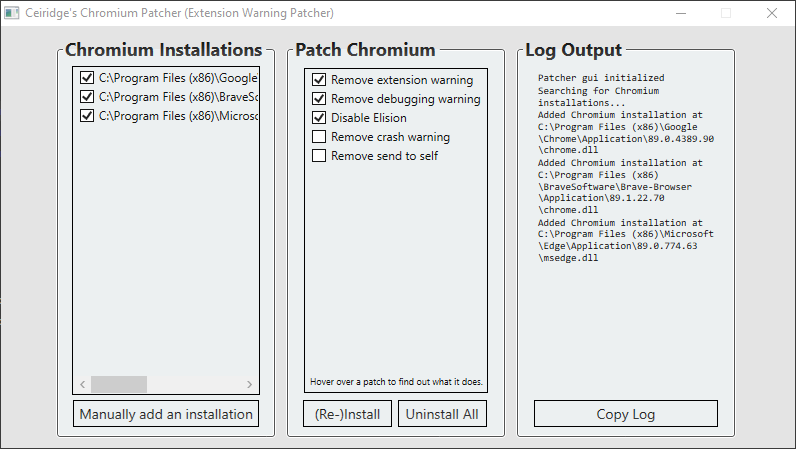 Ceiridge's Chromium Patcher (Extension Warning Patcher)
Chromium Installations
C:\Program Files (x86)\Google
C:\Program Files (x86)\BraveSo
C:\Program Files (x86)\Microso
Manually add an installation
Patch Chromium
Remove extension warning
Remove debugging warning
Disable Elision
Remove crash warning
Remove send to self
Hover over a patch to find out what it does.
(Re-)Install
Uninstall All
Log Output
Patcher gui initialized
Searching for Chromium
installations...
Added Chromium installation at
C:\Program Files (x86)\Google
\Chrome\Application\89.0.4389.90
\chrome.dll
Added Chromium installation at
C:\Program Files (x86)
\BraveSoftware\Brave-Browser
\Application\89.1.22.70
\chrome.dll
Added Chromium installation at
C:\Program Files (x86)\Microsoft
\Edge\Application\89.0.774.63
\msedge.dll
Copy Log